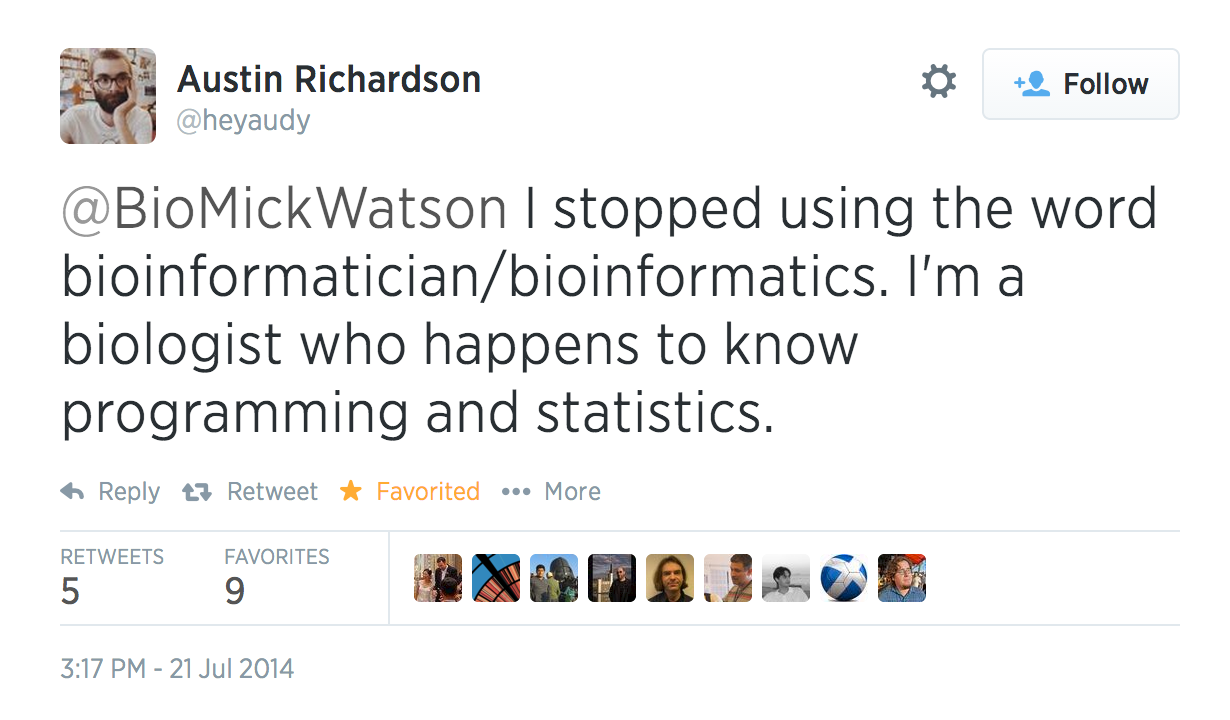 Austin Richardson
@heyaudy
Follow
@BioMickWatson I stopped using the word
bioinformatician/bioinformatics. I'm a
biologist who happens to know
programming and statistics.
Reply Retweet Favorited More
RETWEETS FAVORITES
5 9
3:17 PM - 21 Jul 2014